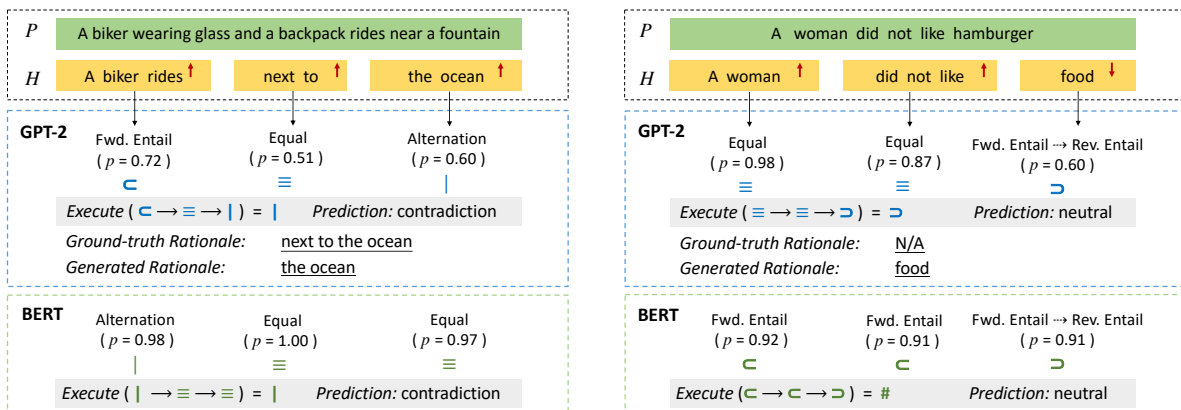 P A biker wearing glass and a backpack rides near a fountain
H A biker rides ↑ next to ↑ the ocean ↑
GPT-2
Fwd. Entail Equal Alternation
( p = 0.72) ( p = 0.51) ( p = 0.60)
⊏ ≡ |
Execute ( ⊏ → ≡ → | ) = | Prediction: contradiction
Ground-truth Rationale: next to the ocean
Generated Rationale: the ocean
BERT
Alternation Equal Equal
( p = 0.98) ( p = 1.00) ( p = 0.97)
| ≡ ≡
Execute ( | → ≡ → ≡ ) = | Prediction: contradiction
P A woman did not like hamburger
H A woman ↑ did not like ↑ food ↓
GPT-2
Equal Equal Fwd. Entail ⇢ Rev. Entail
( p = 0.98) ( p = 0.87) ( p = 0.60)
≡ ≡ ⊐
Execute ( ≡ → ≡ → ⊐ ) = ⊐ Prediction: neutral
Ground-truth Rationale: N/A
Generated Rationale: food
BERT
Fwd. Entail Fwd. Entail Fwd. Entail ⇢ Rev. Entail
( p = 0.92) ( p = 0.91) ( p = 0.91)
⊏ ⊏ ⊐
Execute (⊏ → ⊏ → ⊐ ) = # Prediction: neutral